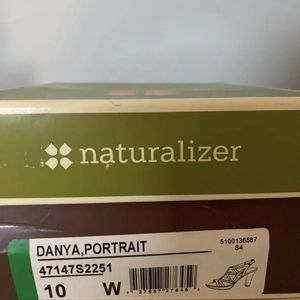 naturalizer
DANYA,PORTRAIT
5100136587
S4
47147S2251
10 W